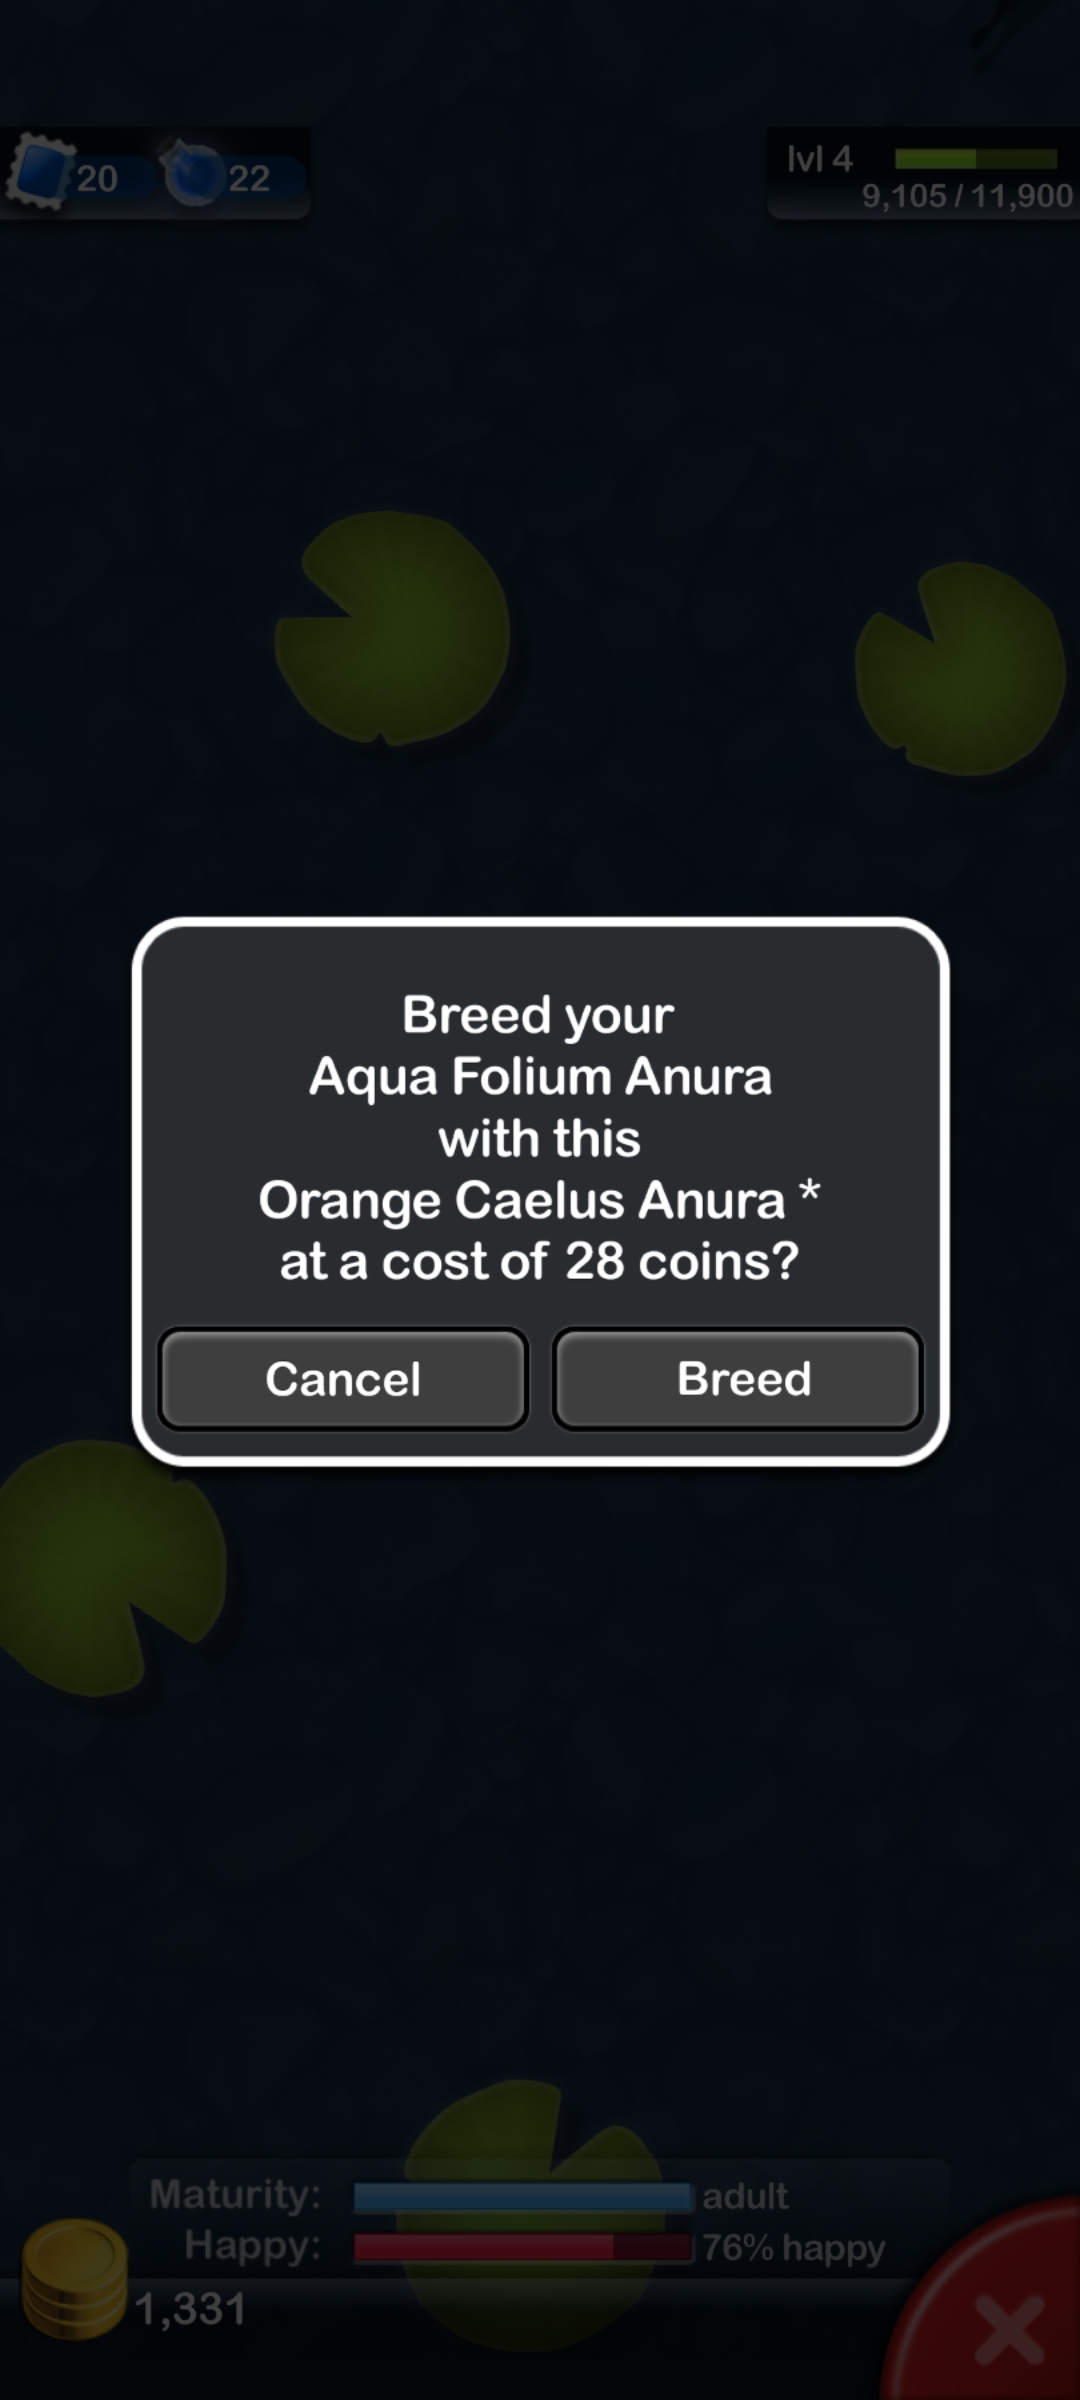 20
22
lvl 4
9,105 / 11,900
Breed your
Aqua Folium Anura
with this
Orange Caelus Anura *
at a cost of 28 coins?
Cancel
Breed
Maturity:
adult
Happy:
76% happy
1,331